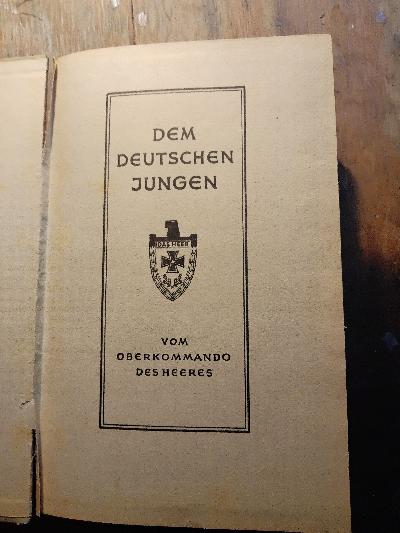 DEM
DEUTSCHEN
JUNGEN
DAS HEER
VOM
OBERKOMMANDO
DES HEERES